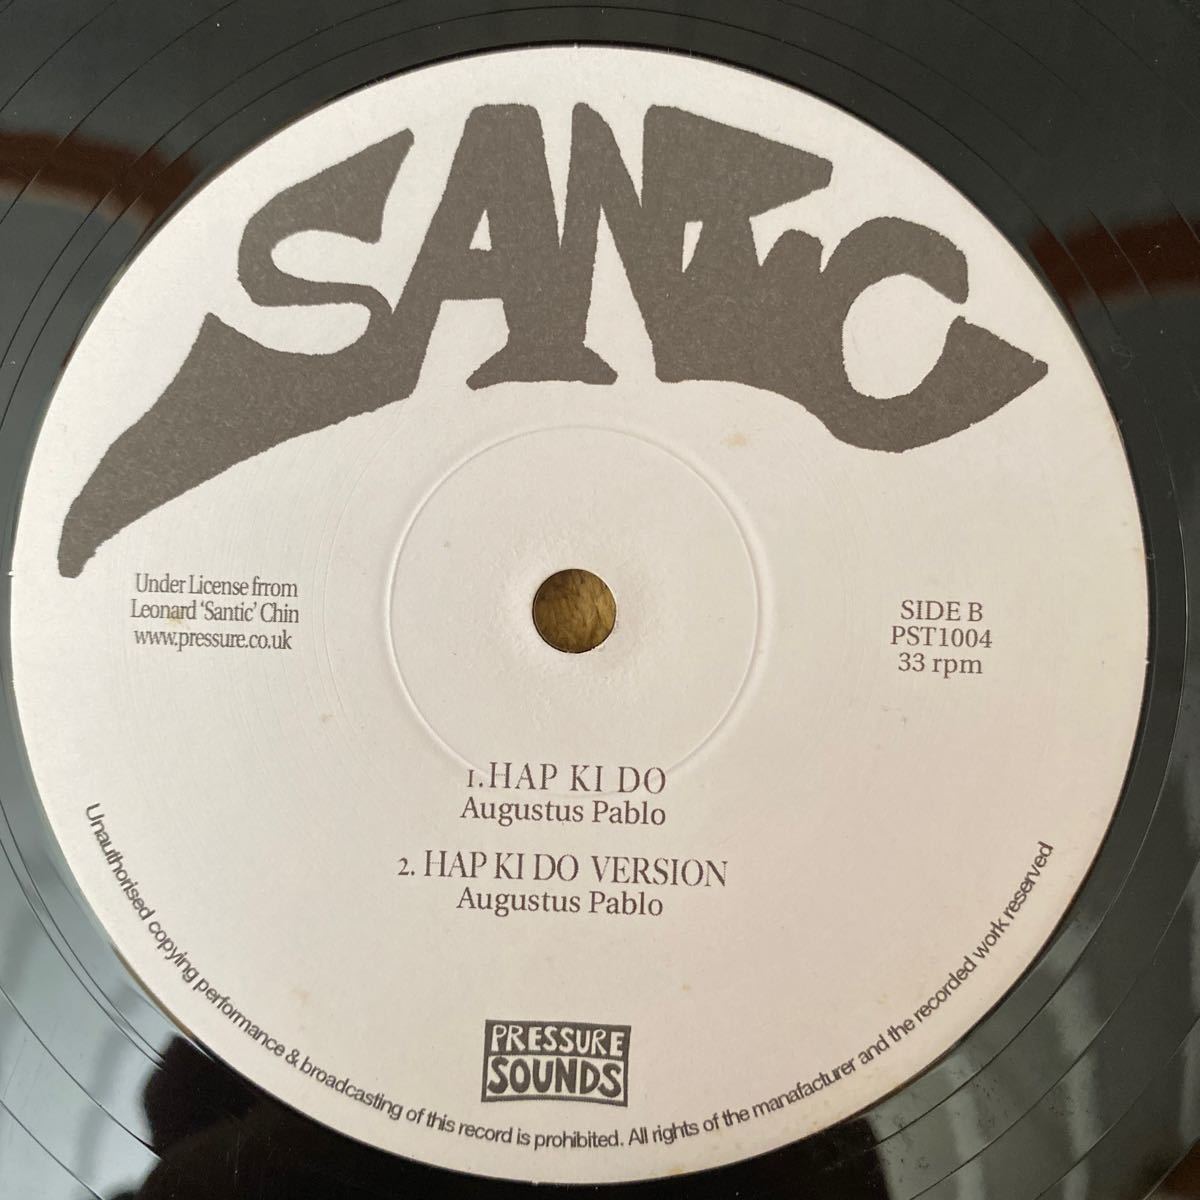 SANTIC
Under License frrom
Leonard 'Santic' Chin
www.pressure.co.uk
SIDE B
PST1004
33 rpm
1. HAP KI DO
Augustus Pablo
2. HAP KI DO VERSION
Augustus Pablo
PRESSURE
SOUNDS
Unauthorised copying performance & broadcasting of this record is prohibited. All rights of the manafacturer and the recorded work reserved